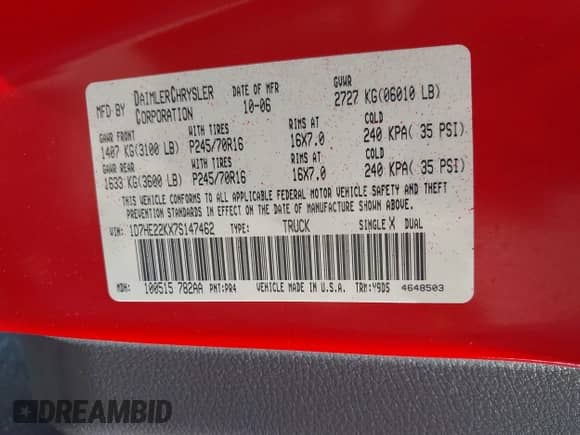 MFD BY DAIMLERCHRYSLER CORPORATION DATE OF MFR 10-06 GVWR 2727 KG(06010 LB)
GAWR FRONT WITH TIRES RIMS AT COLD
1407 KG(3100 LB) P245/70R16 16X7.0 240 KPA( 35 PSI)
GAWR REAR WITH TIRES RIMS AT COLD
1633 KG(3600 LB) P245/70R16 16X7.0 240 KPA( 35 PSI)
THIS VEHICLE CONFORMS TO ALL APPLICABLE FEDERAL MOTOR VEHICLE SAFETY AND THEFT
PREVENTION STANDARDS IN EFFECT ON THE DATE OF MANUFACTURE SHOWN ABOVE.
VIN: 1D7HE22KX7S147462 TYPE: TRUCK SINGLE X DUAL
MDH: 100515 782AA PNT:PR4 VEHICLE MADE IN U.S.A. TRM:Y9D5 4648503
DREAMBID